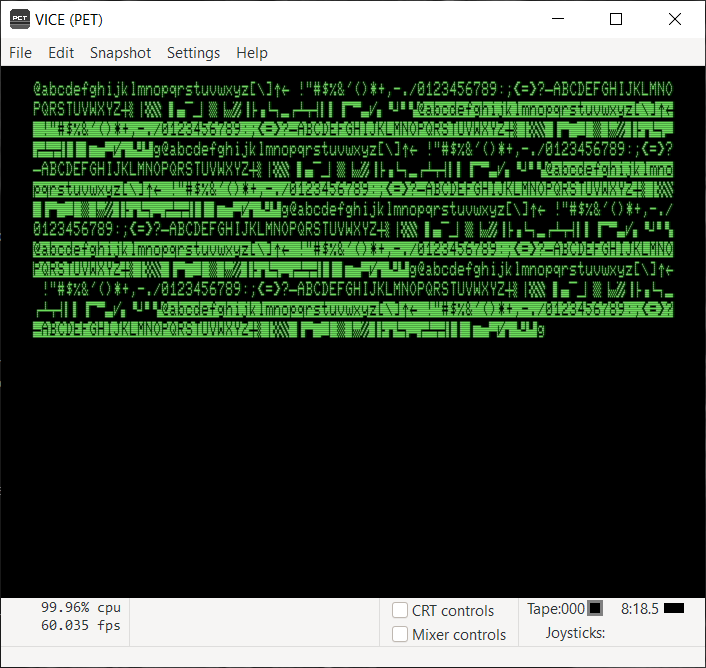 VICE (PET)
File Edit Snapshot Settings Help
@abcdefghijklmnopqrstuvwxyz[\]↑← !"#$%&'()*+,-./0123456789:;<=>?─ABCDEFGHIJKLMNO
PQRSTUVWXYZ @abcdefghijklmnopqrstuvwxyz[\]↑←
!"#$%&'()*+,-./0123456789:;<=>?─ABCDEFGHIJKLMNOPQRSTUVWXYZ
g@abcdefghijklmnopqrstuvwxyz[\]↑← !"#$%&'()*+,-./0123456789:;<=>?
─ABCDEFGHIJKLMNOPQRSTUVWXYZ @abcdefghijklmno
pqrstuvwxyz[\]↑← !"#$%&'()*+,-./0123456789:;<=>?─ABCDEFGHIJKLMNOPQRSTUVWXYZ
g@abcdefghijklmnopqrstuvwxyz[\]↑← !"#$%&'()*+,-./
0123456789:;<=>?─ABCDEFGHIJKLMNOPQRSTUVWXYZ
@abcdefghijklmnopqrstuvwxyz[\]↑← !"#$%&'()*+,-./0123456789:;<=>?─ABCDEFGHIJKLMNO
PQRSTUVWXYZ g@abcdefghijklmnopqrstuvwxyz[\]↑←
!"#$%&'()*+,-./0123456789:;<=>?─ABCDEFGHIJKLMNOPQRSTUVWXYZ
@abcdefghijklmnopqrstuvwxyz[\]↑← !"#$%&'()*+,-./0123456789:;<=>?
─ABCDEFGHIJKLMNOPQRSTUVWXYZ g
99.96% cpu
60.035 fps
CRT controls
Mixer controls
Tape:000 8:18.5
Joysticks: